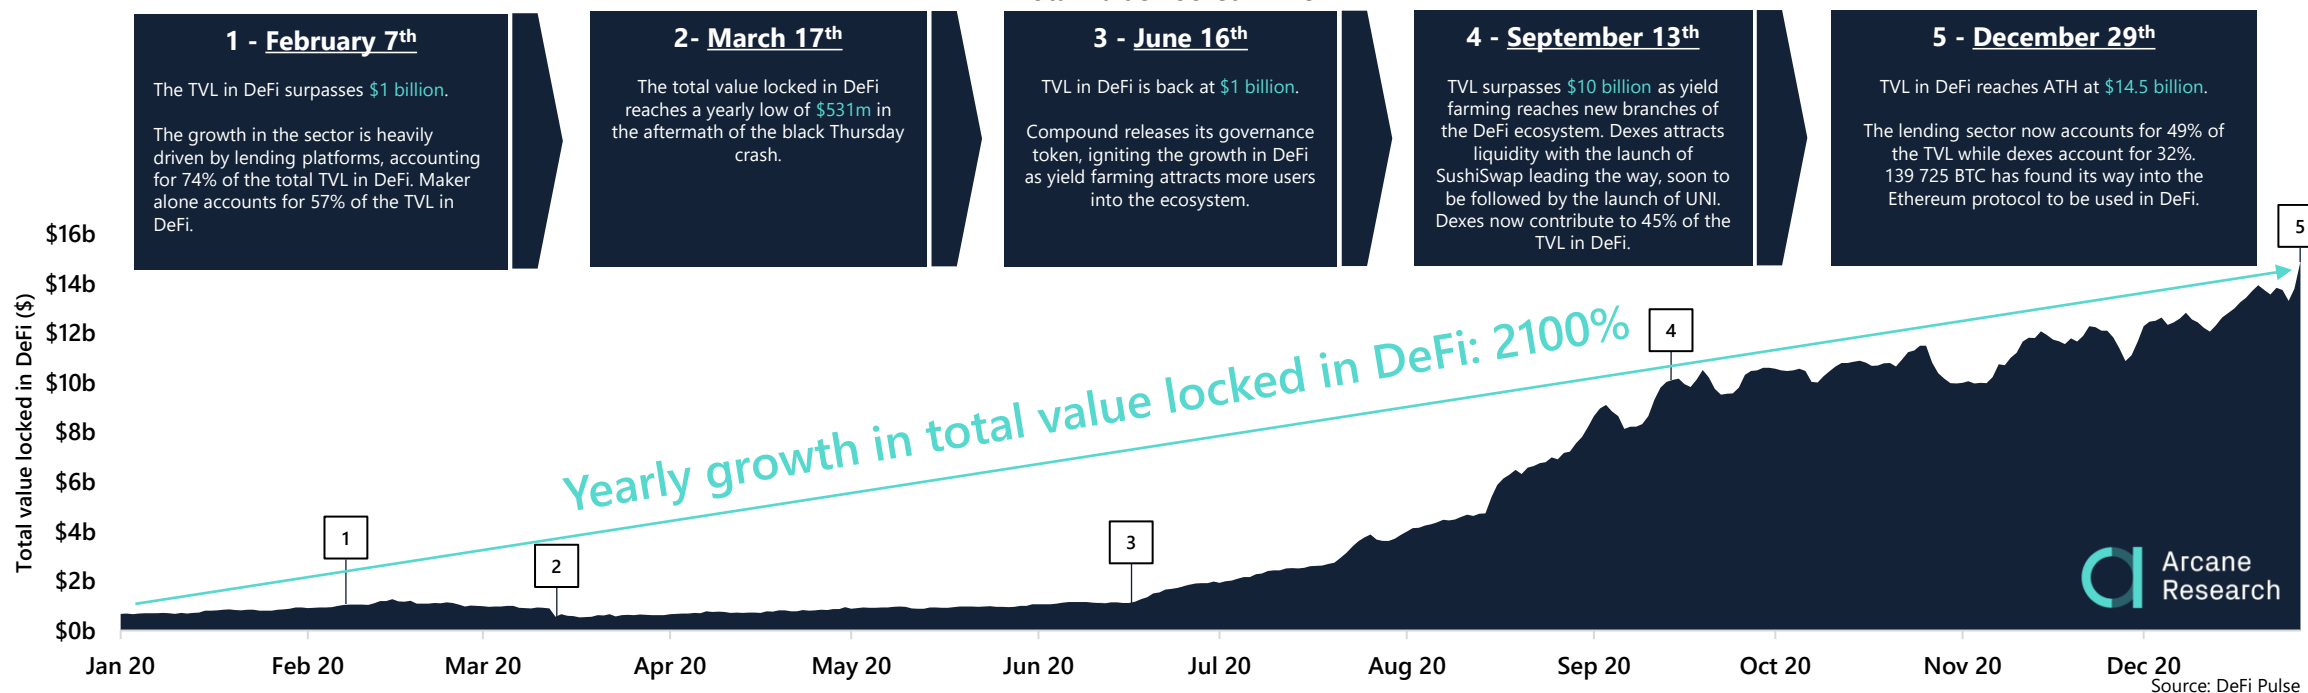 1 - February 7th
The TVL in DeFi surpasses $1 billion.
The growth in the sector is heavily
driven by lending platforms, accounting
for 74% of the total TVL in DeFi. Maker
alone accounts for 57% of the TVL in
DeFi.
2- March 17th
The total value locked in DeFi
reaches a yearly low of $531m in
the aftermath of the black Thursday
crash.
3 - June 16th
TVL in DeFi is back at $1 billion.
Compound releases its governance
token, igniting the growth in DeFi
as yield farming attracts more users
into the ecosystem.
4 - September 13th
TVL surpasses $10 billion as yield
farming reaches new branches of
the DeFi ecosystem. Dexes attracts
liquidity with the launch of
SushiSwap leading the way, soon to
be followed by the launch of UNI.
Dexes now contribute to 45% of the
TVL in DeFi.
5 - December 29th
TVL in DeFi reaches ATH at $14.5 billion.
The lending sector now accounts for 49% of
the TVL while dexes account for 32%.
139 725 BTC has found its way into the
Ethereum protocol to be used in DeFi.
Total value locked in DeFi ($)
$16b
$14b
$12b
$10b
$8b
$6b
$4b
$2b
$0b
Yearly growth in total value locked in DeFi: 2100%
1
2
3
4
5
Arcane
Research
Jan 20
Feb 20
Mar 20
Apr 20
May 20
Jun 20
Jul 20
Aug 20
Sep 20
Oct 20
Nov 20
Dec 20
Source: DeFi Pulse